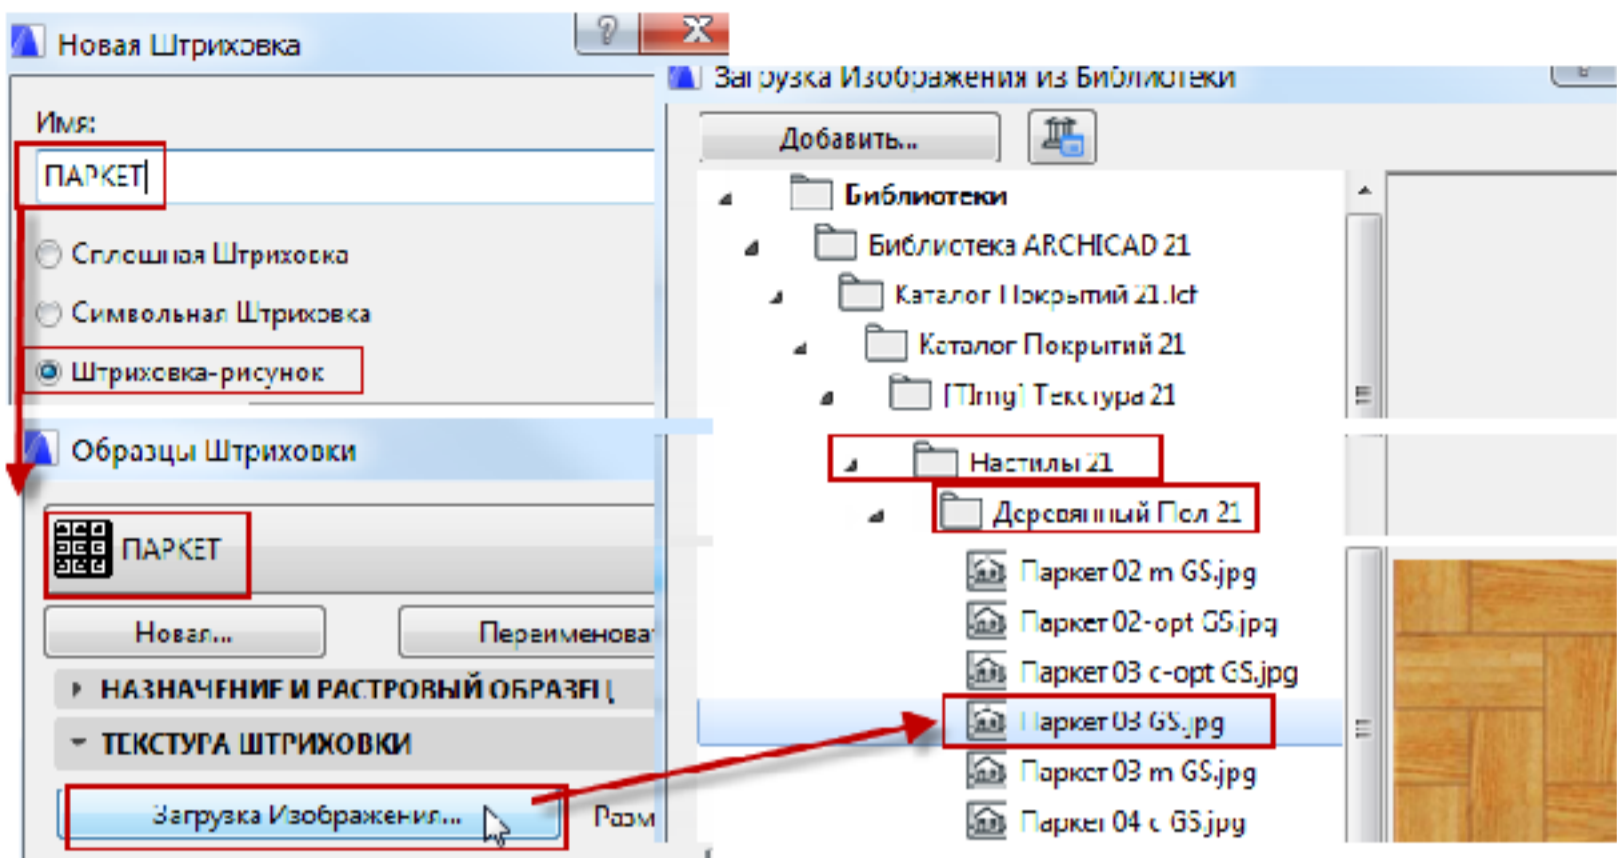 Новая Штриховка
Имя:
ПАРКЕТ
Сплошная Штриховка
Символьная Штриховка
Штриховка-рисунок
Образцы Штриховки
ПАРКЕТ
Новая...
Переименова
НАЗНАЧЕНИЕ И РАСТРОВЫЙ ОБРАЗЕЦ
ТЕКСТУРА ШТРИХОВКИ
Загрузка Изображения...
Разм
Загрузка Изображения из Библиотеки
Добавить...
Библиотеки
Библиотека ARCHICAD 21
Каталог Покрытий 21.lcf
Каталог Покрытий 21
[TImg] Текстура 21
Настилы 21
Деревянный Пол 21
Паркет 02 m GS.jpg
Паркет 02-opt GS.jpg
Паркет 03 c-opt GS.jpg
Паркет 03 GS.jpg
Паркет 03 m GS.jpg
Паркет 04 c GS.jpg